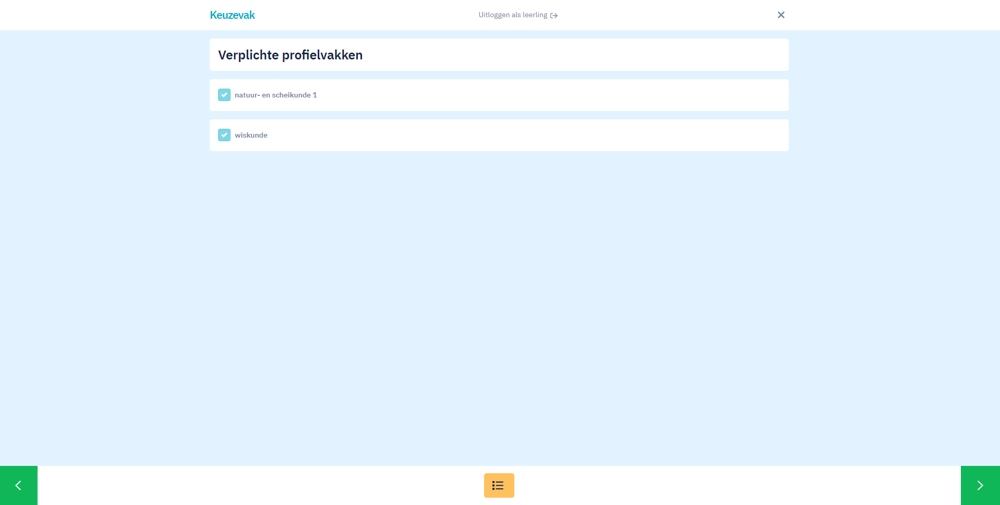 Keuzevak
Uitloggen als leerling
Verplichte profielvakken
natuur- en scheikunde 1
wiskunde